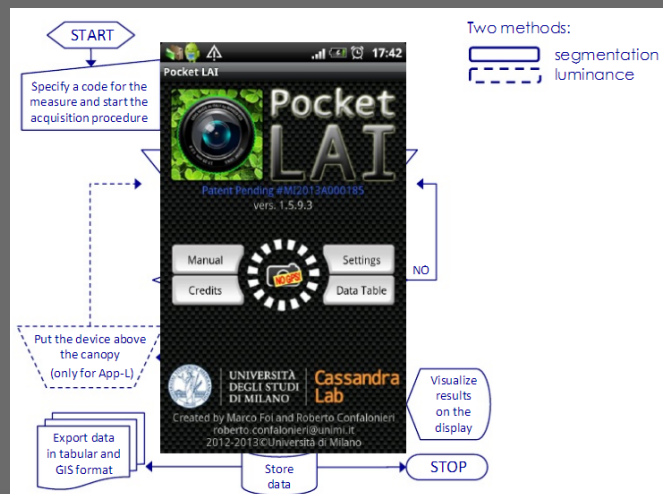 START
Specify a code for the
measure and start the
acquisition procedure
Two methods:
segmentation
luminance
17:42
Pocket LAI
Pocket
LAI
Patent Pending #MI2013A000185
vers. 1.5.9.3
Manual
Settings
NO GPS!
Credits
Data Table
NO
Put the device above
the canopy
(only for App-L)
UNIVERSITÀ
DEGLI STUDI
DI MILANO
Cassandra
Lab
Visualize
results
on the
display
Created by Marco Foi and Roberto Confalonieri
roberto.confalonieri@unimi.it
2012-2013©Università di Milano
Export data
in tabular and
GIS format
Store
data
STOP